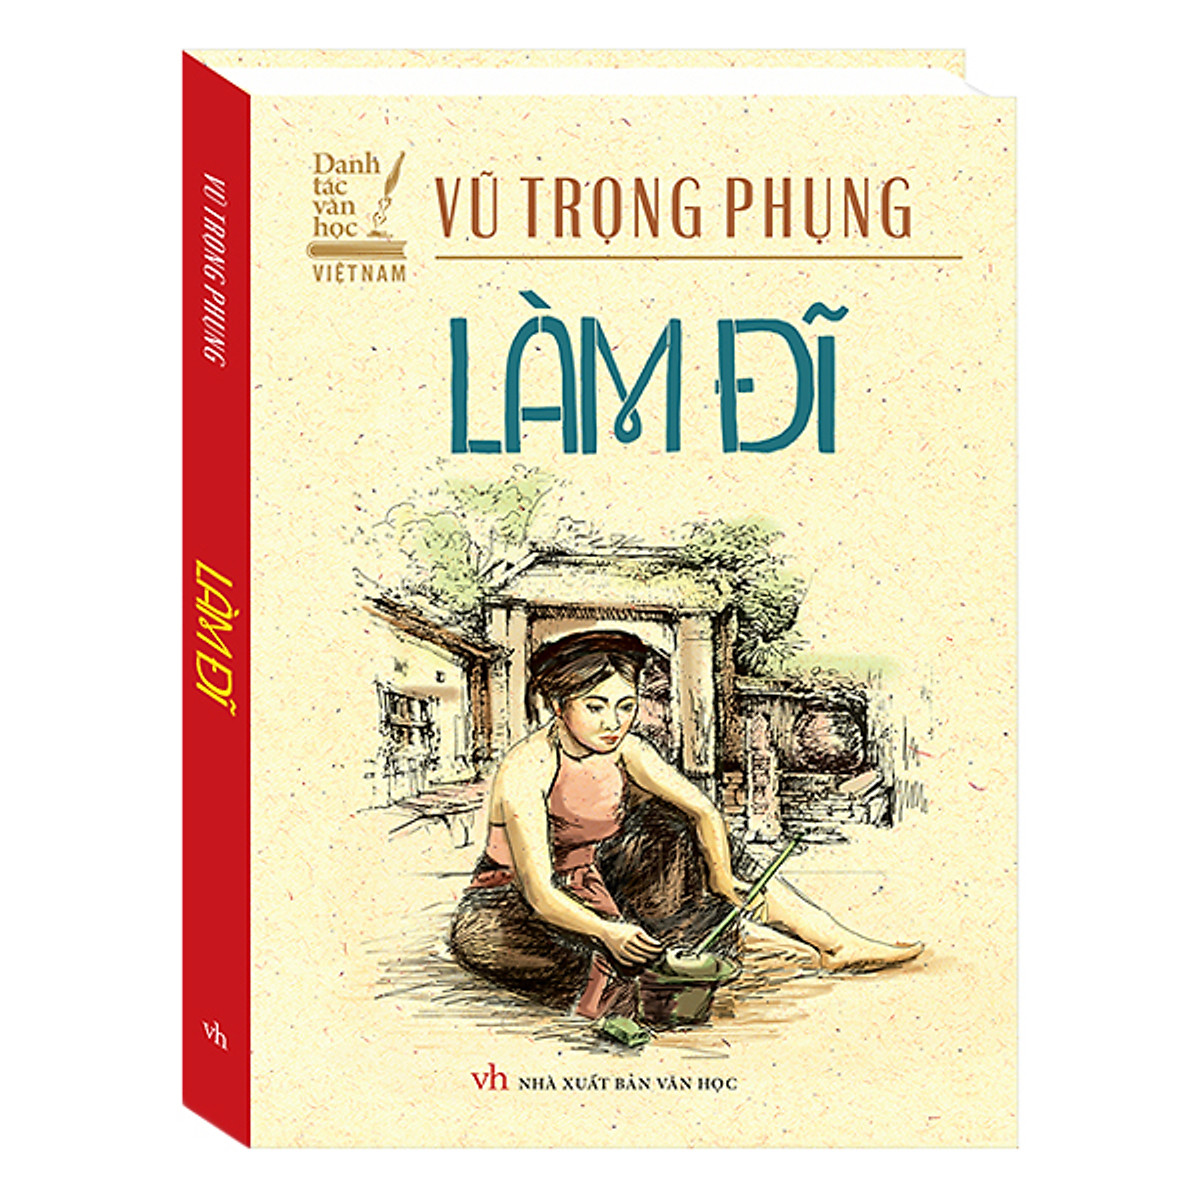 Danh
tác
văn
học
VIỆT NAM
VŨ TRỌNG PHỤNG
LÀM ĐĨ
vh NHÀ XUẤT BẢN VĂN HỌC
VŨ TRỌNG PHỤNG
LÀM ĐĨ
vh